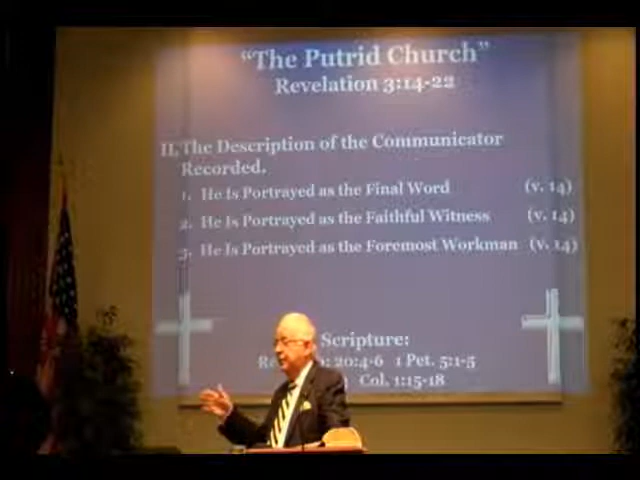 "The Putrid Church"
Revelation 3:14-22
II. The Description of the Communicator
Recorded.
1. He Is Portrayed as the Final Word (v. 14)
2. He Is Portrayed as the Faithful Witness (v. 14)
3. He Is Portrayed as the Foremost Workman (v. 14)
Scripture:
20:4-6 1 Pet. 5:1-5
Col. 1:15-18